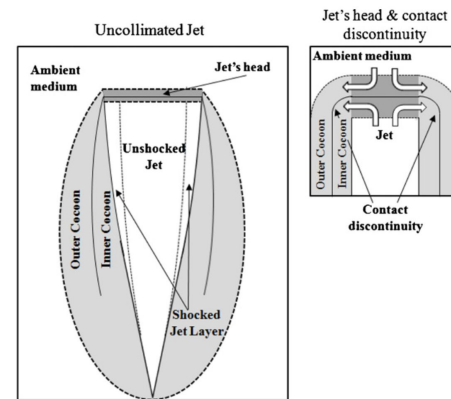 Uncollimated Jet
Ambient
medium
Jet's head
Unshocked
Jet
Outer Cocoon
Inner Cocoon
Shocked
Jet Layer
Jet's head & contact
discontinuity
Ambient medium
Jet
Outer Cocoon
Inner Cocoon
Contact
discontinuity